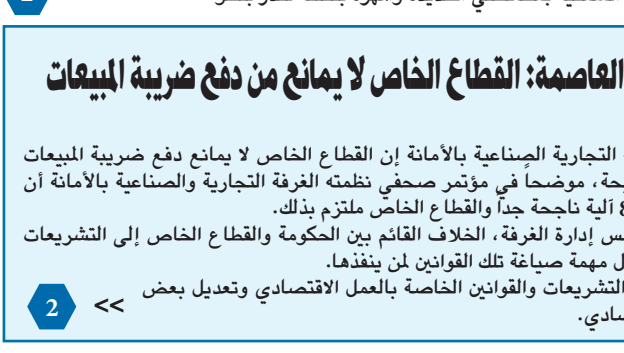 العاصمة: القطاع الخاص لا يمانع من دفع ضريبة المبيعات
التجارية الصناعية بالأمانة إن القطاع الخاص لا يمانع دفع ضريبة المبيعات
، موضحاً في مؤتمر صحفي نظمته الغرفة التجارية والصناعية بالأمانة أن
آلية ناجحة جداً والقطاع الخاص ملتزم بذلك.
إدارة الغرفة، الخلاف القائم بين الحكومة والقطاع الخاص إلى التشريعات
مهمة صياغة تلك القوانين لمن ينفذها.
التشريعات والقوانين الخاصة بالعمل الاقتصادي وتعديل بعض
>> 2